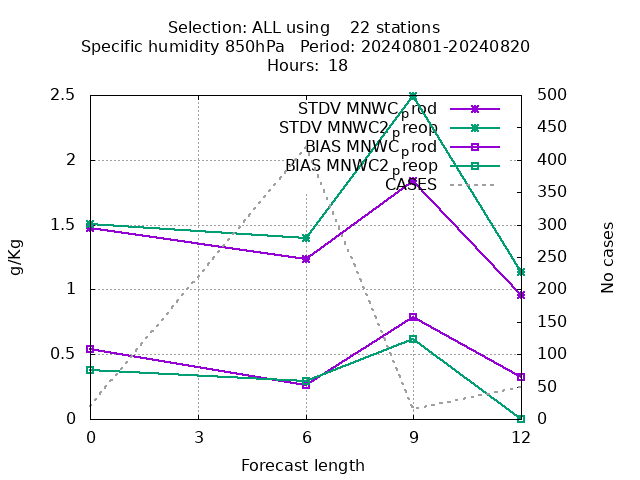 Selection: ALL using    22 stations
Specific humidity 850hPa   Period: 20240801-20240820
Hours:  18
STDV MNWC_prod
STDV MNWC2_preop
BIAS MNWC_prod
BIAS MNWC2_preop
CASES
g/Kg
2.5
2
1.5
1
0.5
0
500
450
400
350
300
250
200
150
100
50
0
No cases
0 3 6 9 12
Forecast length